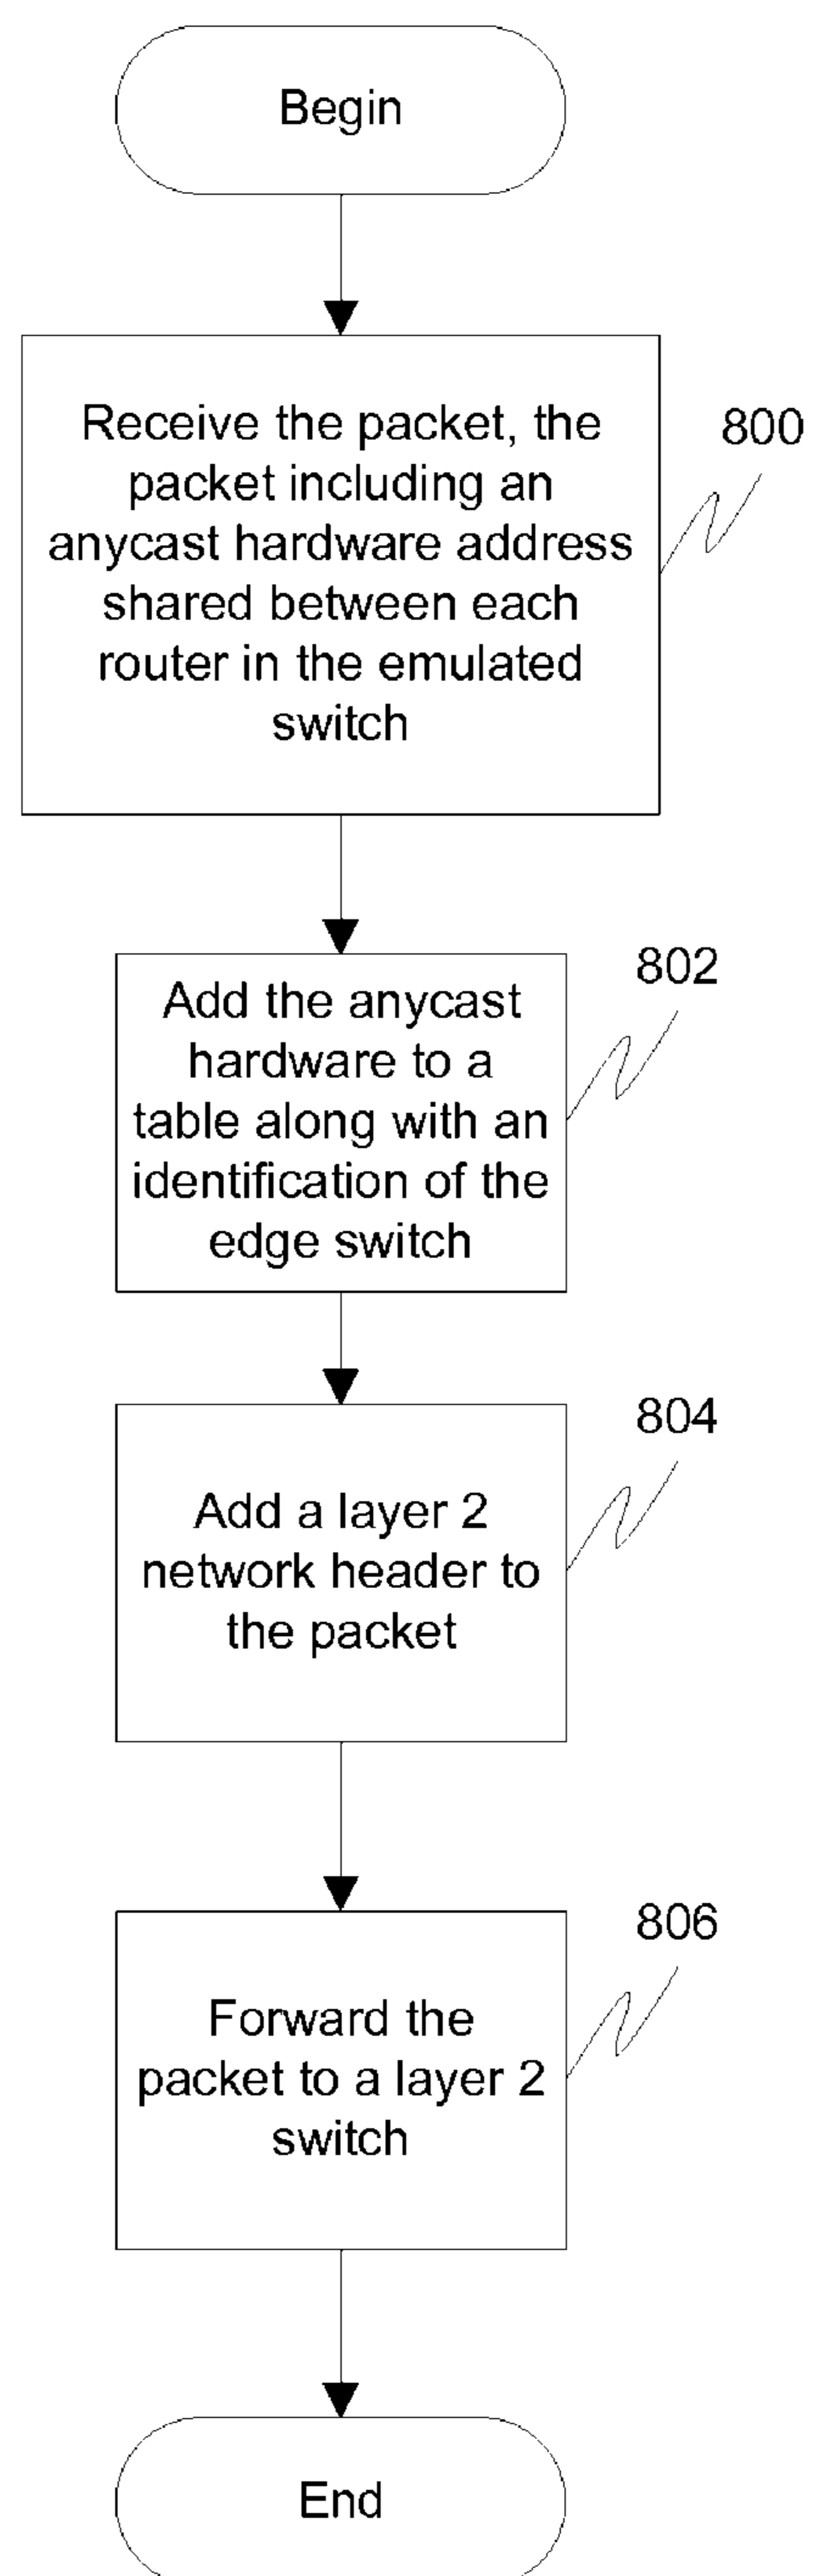 Begin
Receive the packet, the
packet including an
anycast hardware address
shared between each
router in the emulated
switch
800
Add the anycast
hardware to a
table along with an
identification of the
edge switch
802
Add a layer 2
network header to
the packet
804
Forward the
packet to a layer 2
switch
806
End